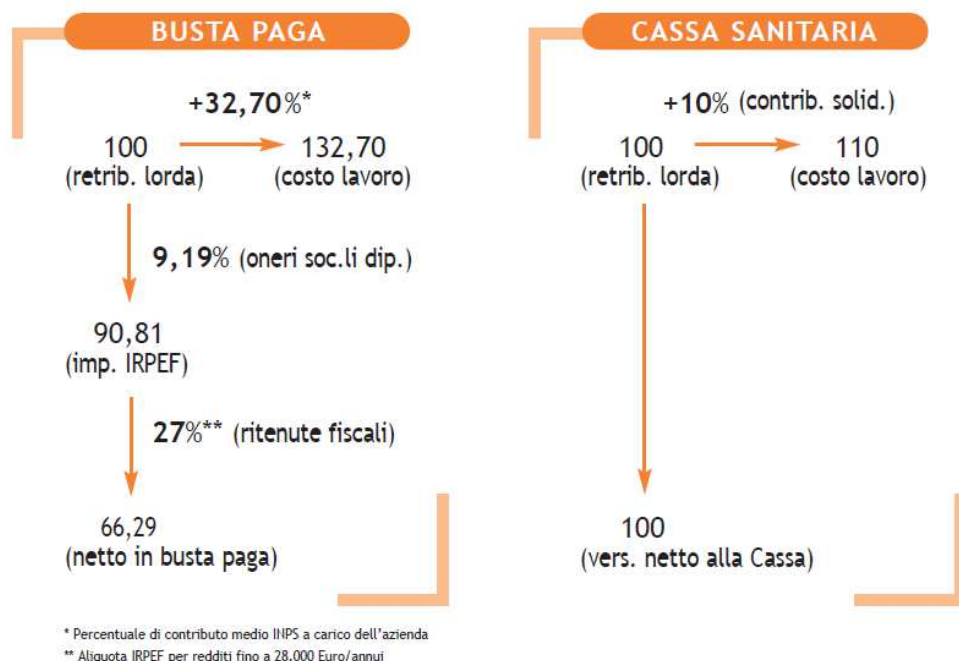 BUSTA PAGA
+32,70%*
100
132,70
(retrib. lorda)
(costo lavoro)
9,19% (oneri soc.li dip.)
90,81
(imp. IRPEF)
27%** (ritenute fiscali)
66,29
(netto in busta paga)
CASSA SANITARIA
+10% (contrib. solid.)
100
110
(retrib. lorda)
(costo lavoro)
100
(vers. netto alla Cassa)
* Percentuale di contributo medio INPS a carico dell'azienda
** Aliquota IRPEF per redditi fino a 28.000 Euro/annui